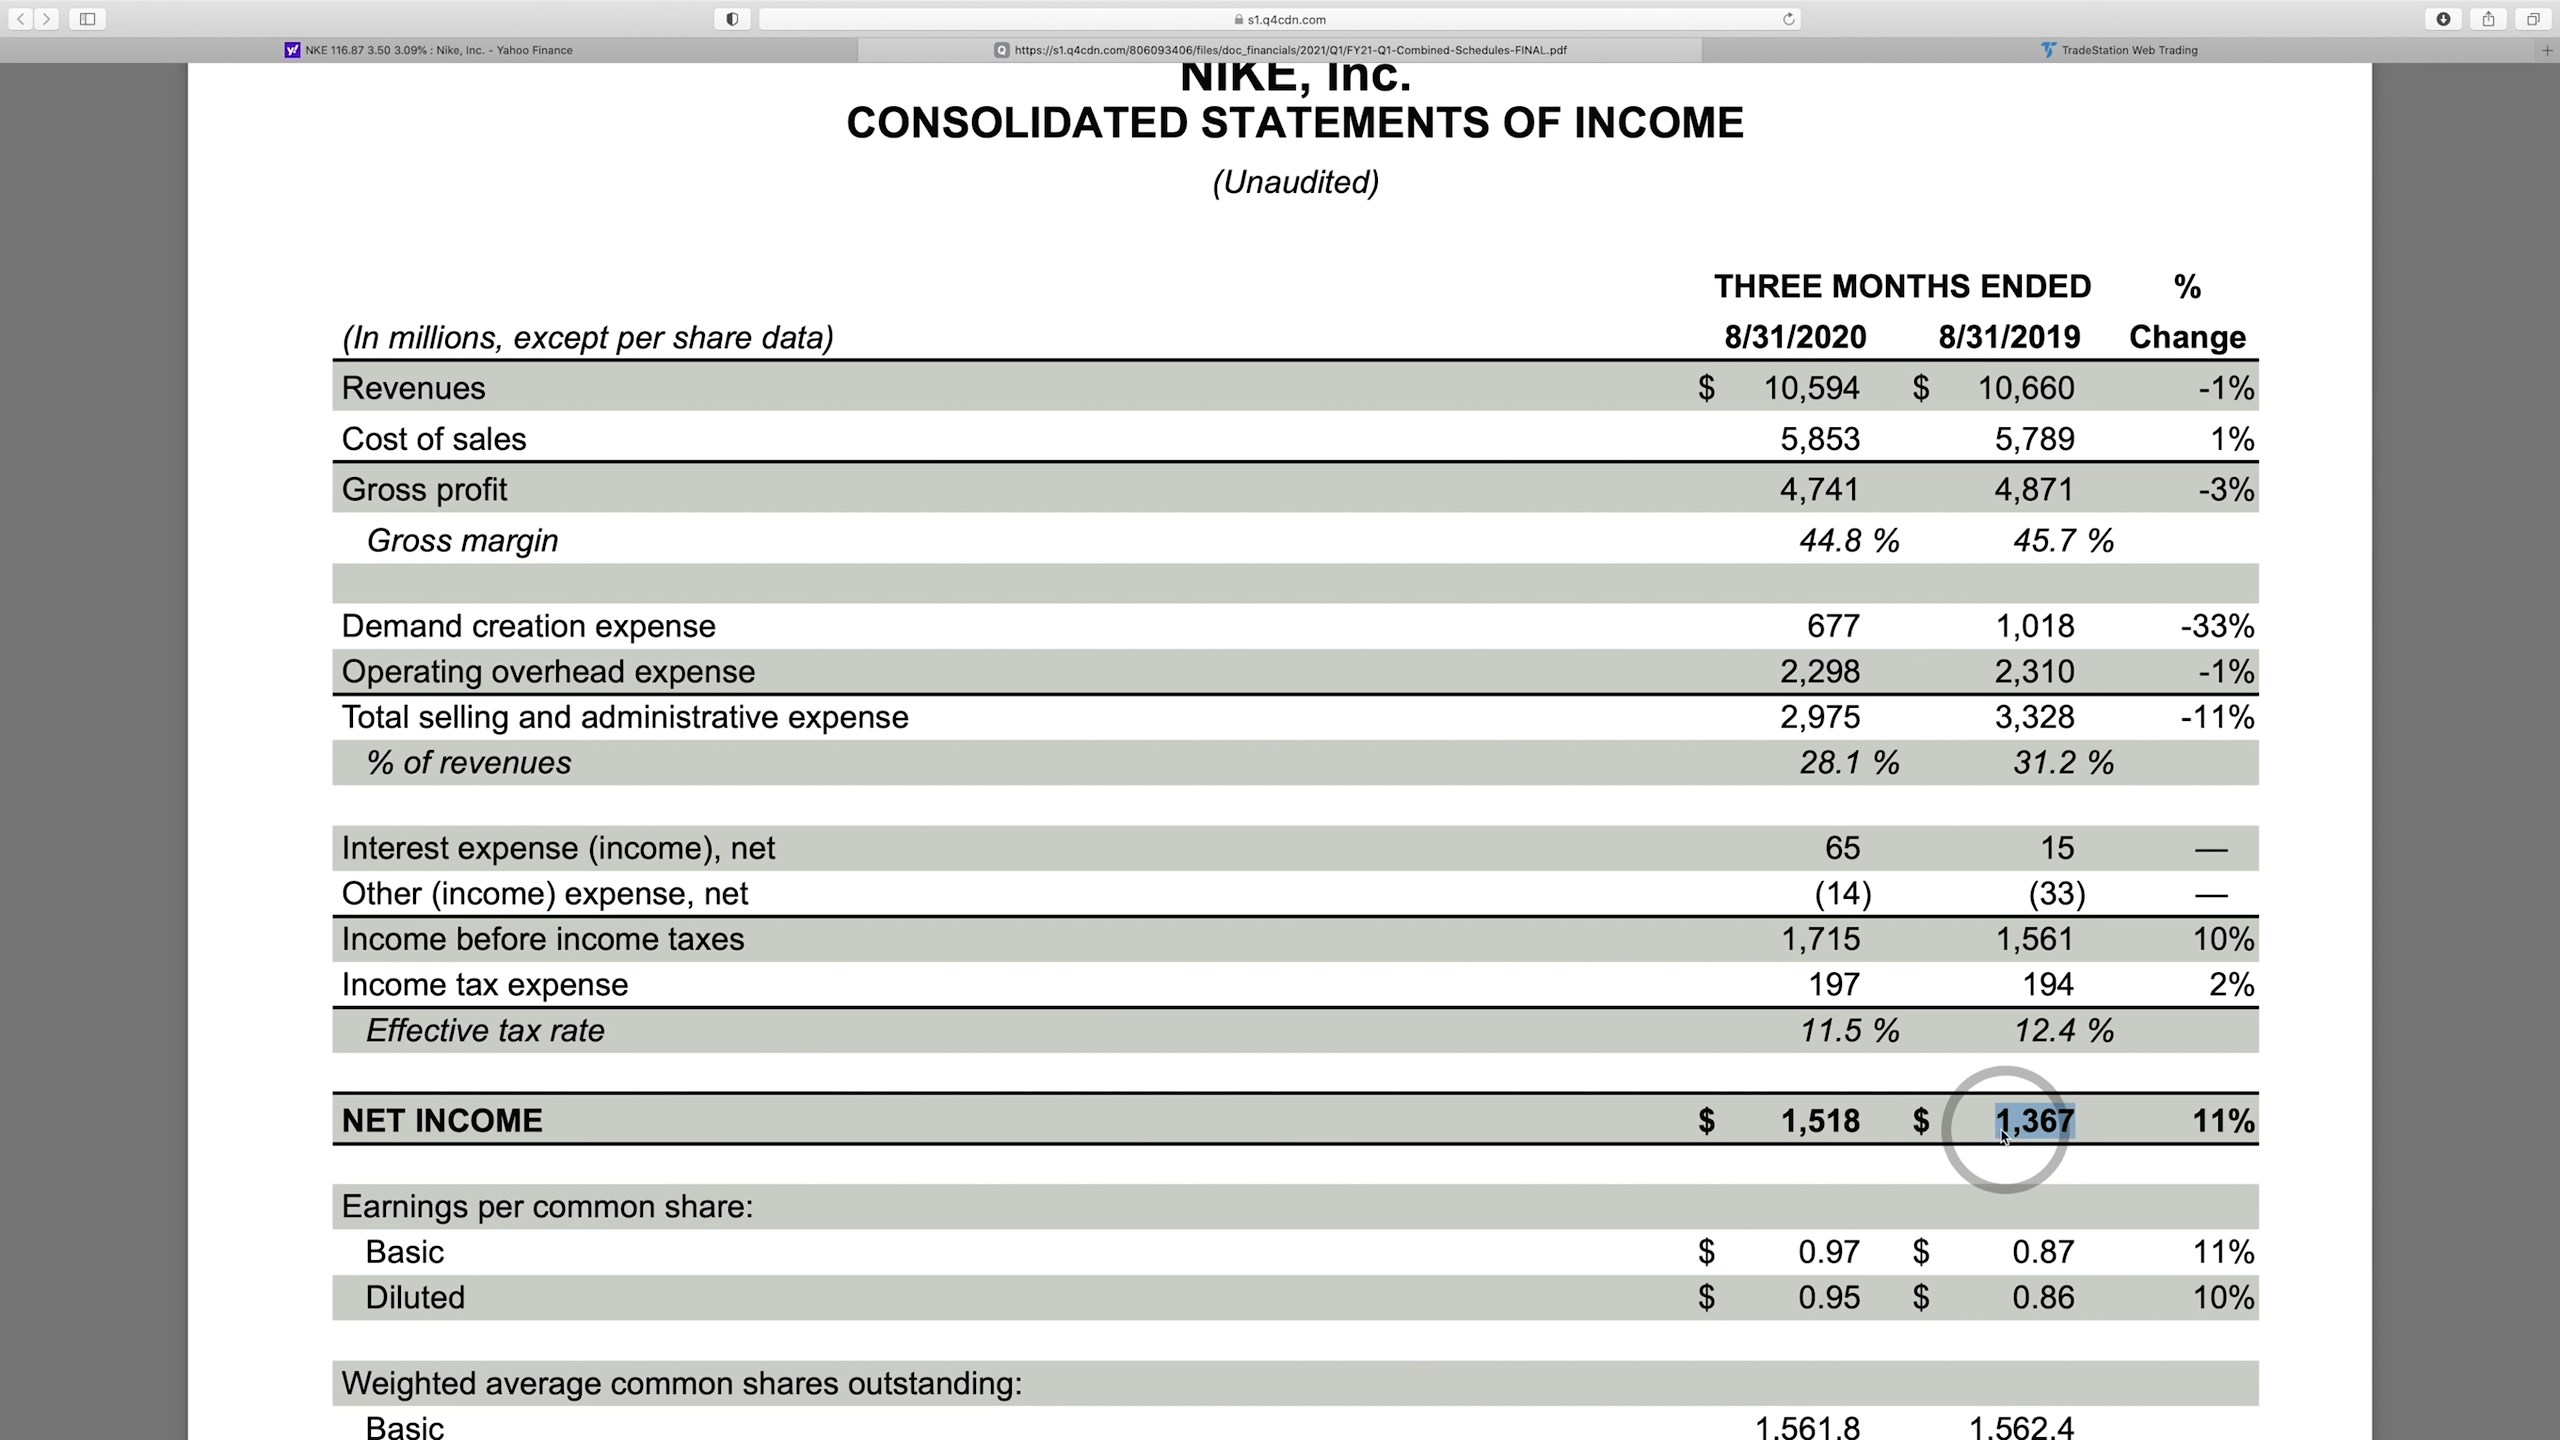 s1.q4cdn.com
NKE 116.87 3.50 3.09% : Nike, Inc. - Yahoo Finance
https://s1.q4cdn.com/806093406/files/doc_financials/2021/Q1/FY21-Q1-Combined-Schedules-FINAL.pdf
TradeStation Web Trading
NIKE, Inc.
CONSOLIDATED STATEMENTS OF INCOME
(Unaudited)
THREE MONTHS ENDED %
(In millions, except per share data) 8/31/2020 8/31/2019 Change
Revenues $ 10,594 $ 10,660 -1%
Cost of sales 5,853 5,789 1%
Gross profit 4,741 4,871 -3%
Gross margin 44.8 % 45.7 %
Demand creation expense 677 1,018 -33%
Operating overhead expense 2,298 2,310 -1%
Total selling and administrative expense 2,975 3,328 -11%
% of revenues 28.1 % 31.2 %
Interest expense (income), net 65 15 —
Other (income) expense, net (14) (33) —
Income before income taxes 1,715 1,561 10%
Income tax expense 197 194 2%
Effective tax rate 11.5 % 12.4 %
NET INCOME $ 1,518 $ 1,367 11%
Earnings per common share:
Basic $ 0.97 $ 0.87 11%
Diluted $ 0.95 $ 0.86 10%
Weighted average common shares outstanding:
Basic 1,561.8 1,562.4